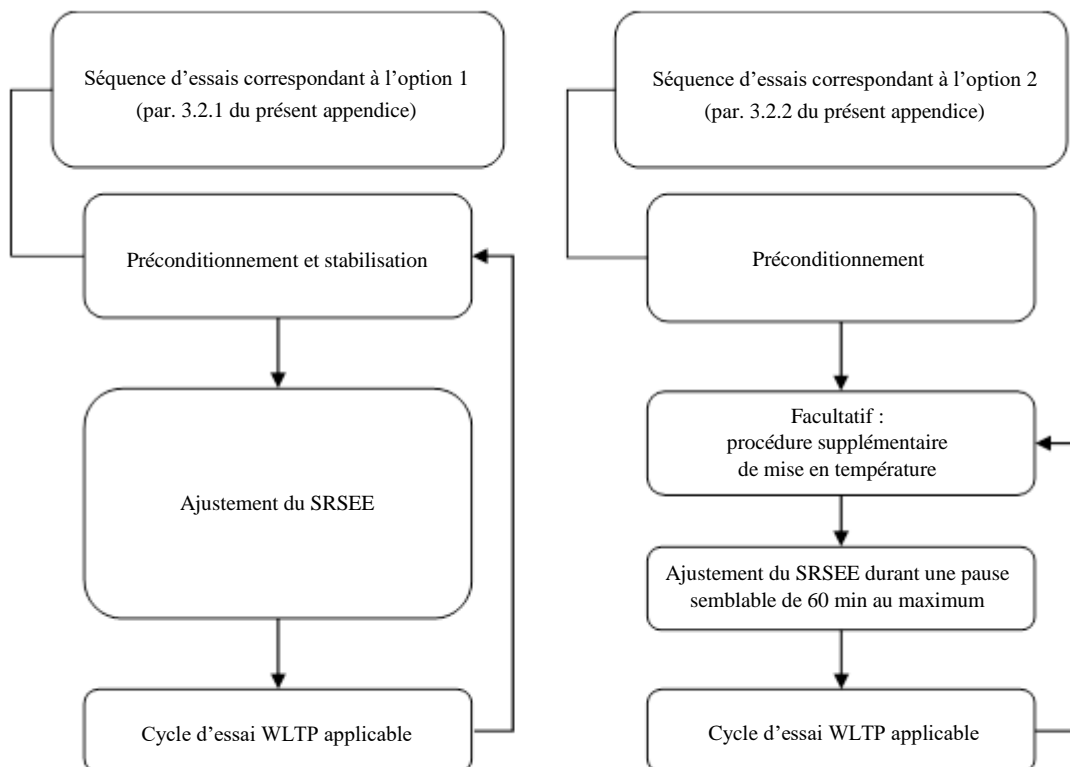 Séquence d’essais correspondant à l’option 1
(par. 3.2.1 du présent appendice)
Préconditionnement et stabilisation
Ajustement du SRSEE
Cycle d’essai WLTP applicable
Séquence d’essais correspondant à l’option 2
(par. 3.2.2 du présent appendice)
Préconditionnement
Facultatif :
procédure supplémentaire
de mise en température
Ajustement du SRSEE durant une pause
semblable de 60 min au maximum
Cycle d’essai WLTP applicable